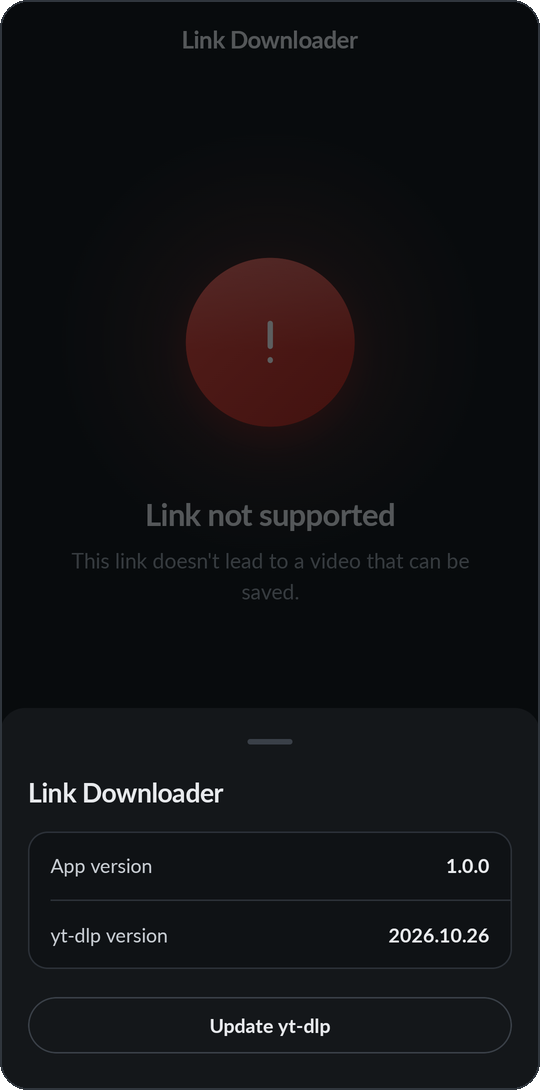 Link Downloader
Link not supported
This link doesn't lead to a video that can be
saved.
Link Downloader
App version 1.0.0
yt-dlp version 2026.10.26
Update yt-dlp